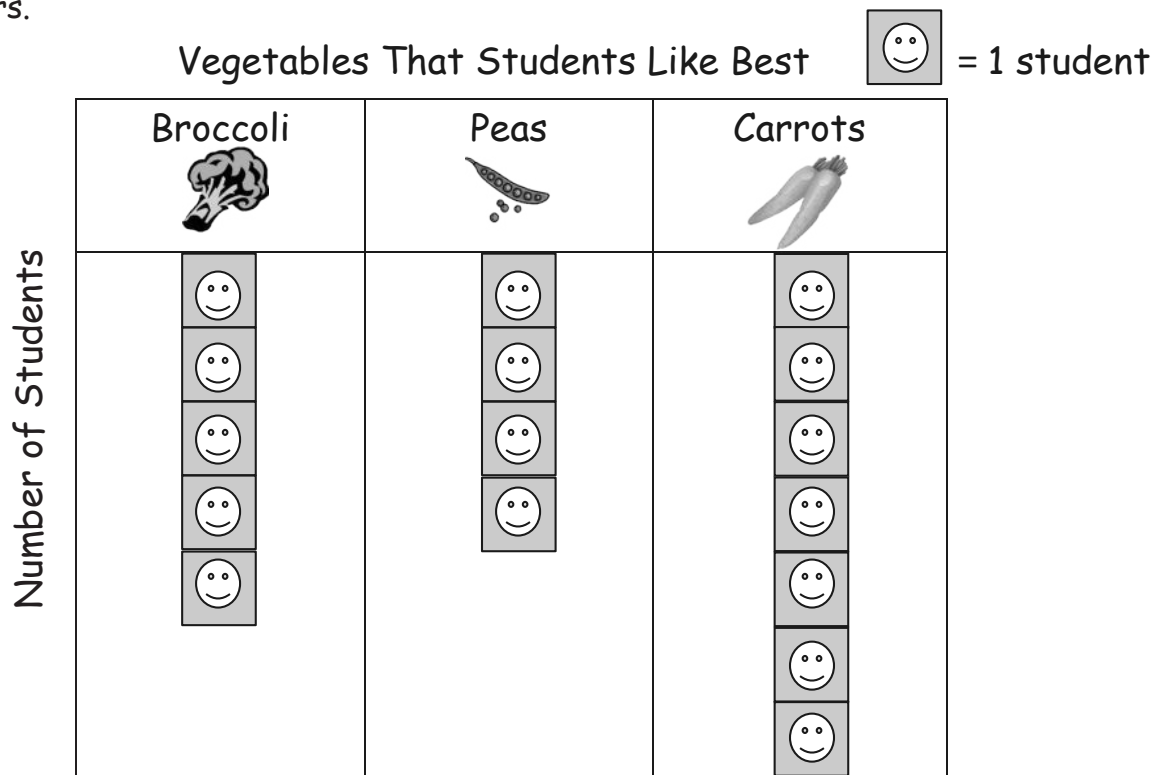 rs.
Vegetables That Students Like Best = 1 student
Broccoli Peas Carrots
Number of Students